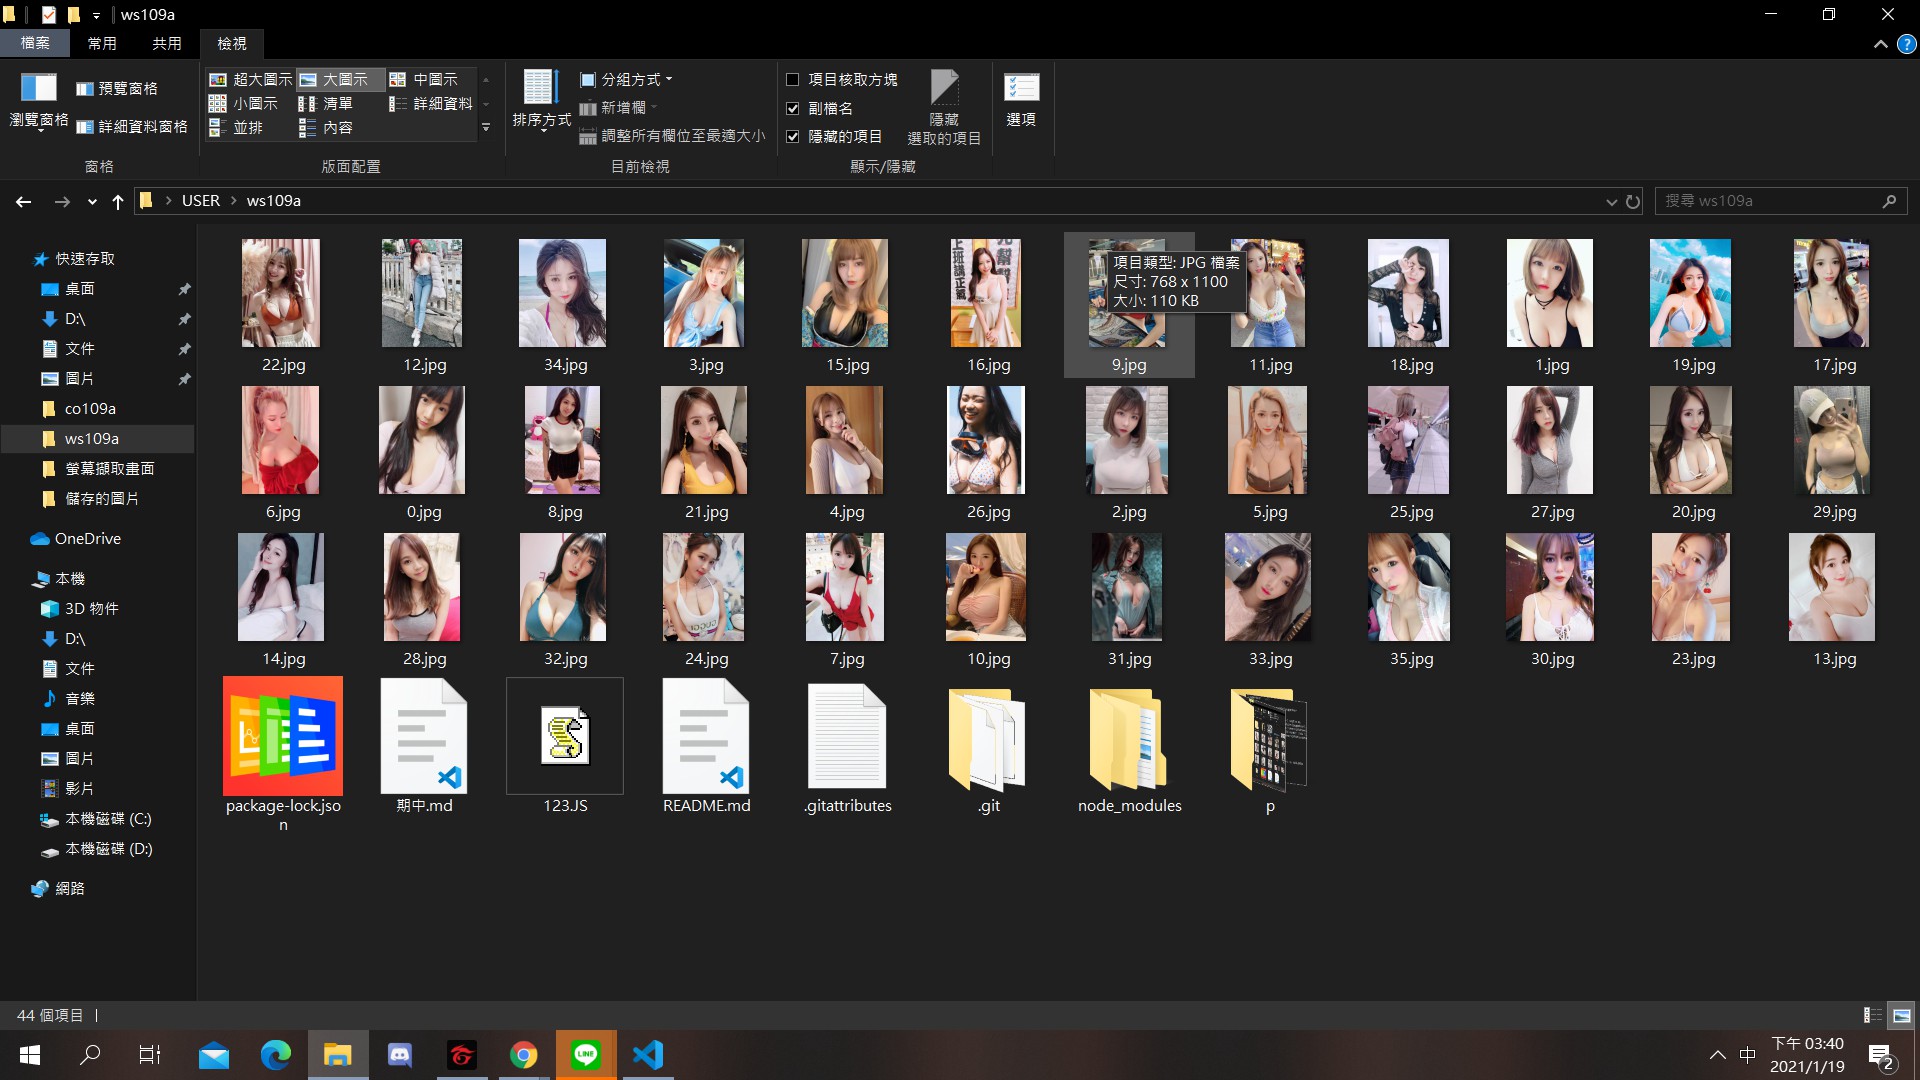 ws109a
檔案 常用 共用 檢視
瀏覽窗格
預覽窗格
詳細資料窗格
窗格
超大圖示 大圖示 中圖示
小圖示 清單 詳細資料
並排 內容
版面配置
排序方式
分組方式
新增欄
調整所有欄位至最適大小
目前檢視
項目核取方塊
副檔名
隱藏的項目
隱藏
選取的項目
顯示/隱藏
選項
USER ws109a
搜尋 ws109a
快速存取
桌面
D:\
文件
圖片
co109a
ws109a
螢幕擷取畫面
儲存的圖片
OneDrive
本機
3D 物件
D:\
文件
音樂
桌面
圖片
影片
本機磁碟 (C:)
本機磁碟 (D:)
網路
項目類型: JPG 檔案
尺寸: 768 x 1100
大小: 110 KB
22.jpg 12.jpg 34.jpg 3.jpg 15.jpg 16.jpg 9.jpg 11.jpg 18.jpg 1.jpg 19.jpg 17.jpg
6.jpg 0.jpg 8.jpg 21.jpg 4.jpg 26.jpg 2.jpg 5.jpg 25.jpg 27.jpg 20.jpg 29.jpg
14.jpg 28.jpg 32.jpg 24.jpg 7.jpg 10.jpg 31.jpg 33.jpg 35.jpg 30.jpg 23.jpg 13.jpg
package-lock.jso
n
期中.md 123.JS README.md .gitattributes .git node_modules p
44 個項目
LINE
中
下午 03:40
2021/1/19
2